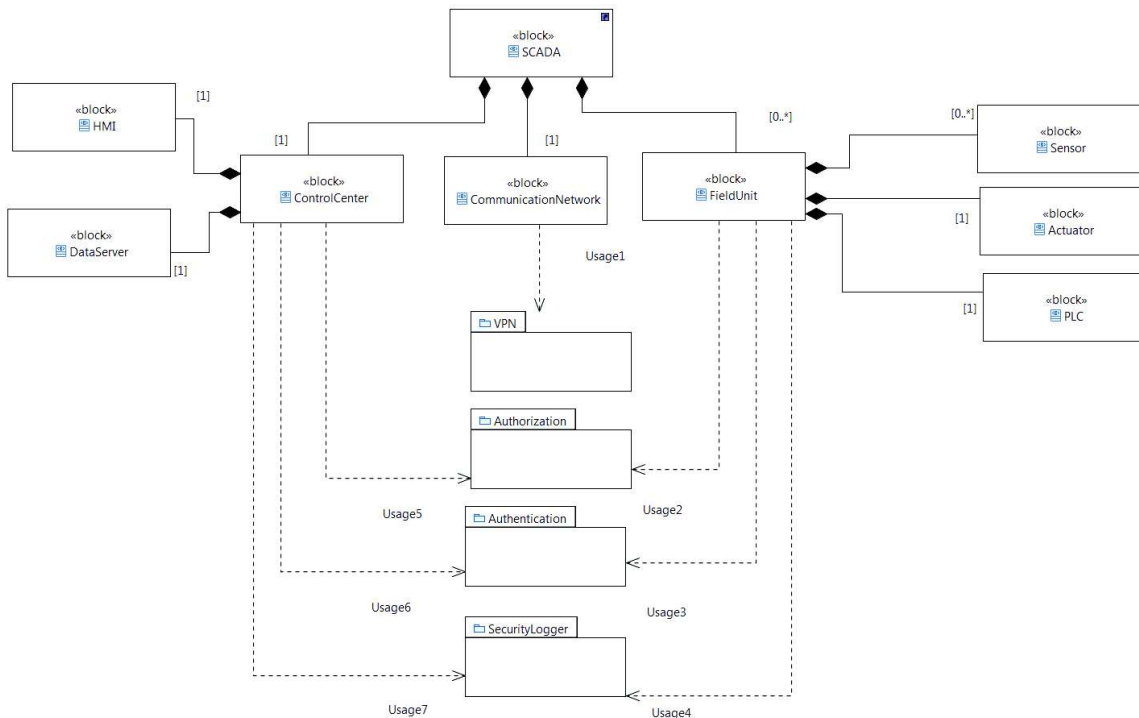 «block»
SCADA
«block»
HMI
[1]
«block»
DataServer
[1]
«block»
ControlCenter
[1]
«block»
CommunicationNetwork
[1]
«block»
FieldUnit
[0..*]
«block»
Sensor
[0..*]
«block»
Actuator
[1]
«block»
PLC
[1]
Usage1
VPN
Authorization
Usage5
Usage2
Authentication
Usage6
Usage3
SecurityLogger
Usage7
Usage4